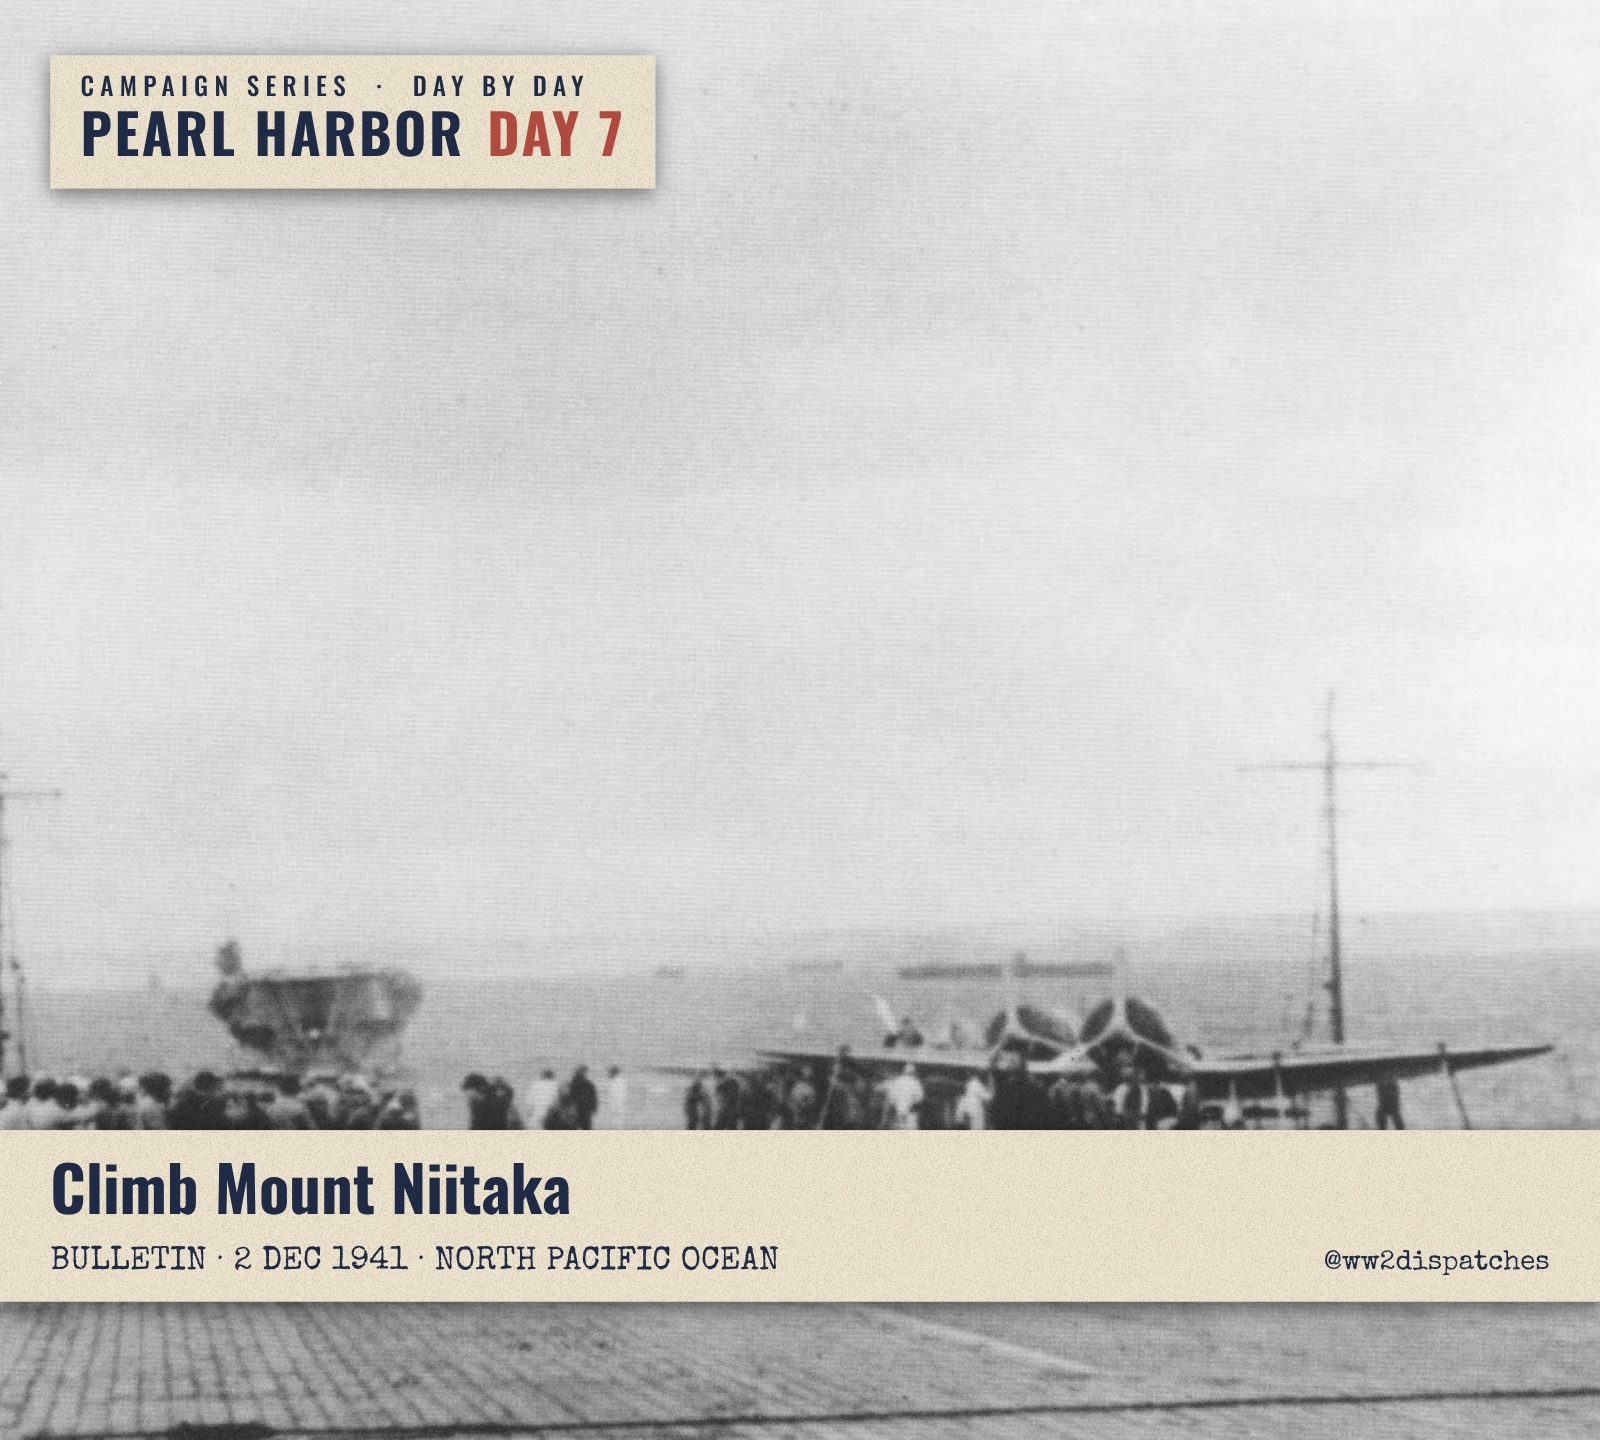 CAMPAIGN SERIES · DAY BY DAY
PEARL HARBOR DAY 7
Climb Mount Niitaka
BULLETIN · 2 DEC 1941 · NORTH PACIFIC OCEAN
@ww2dispatches